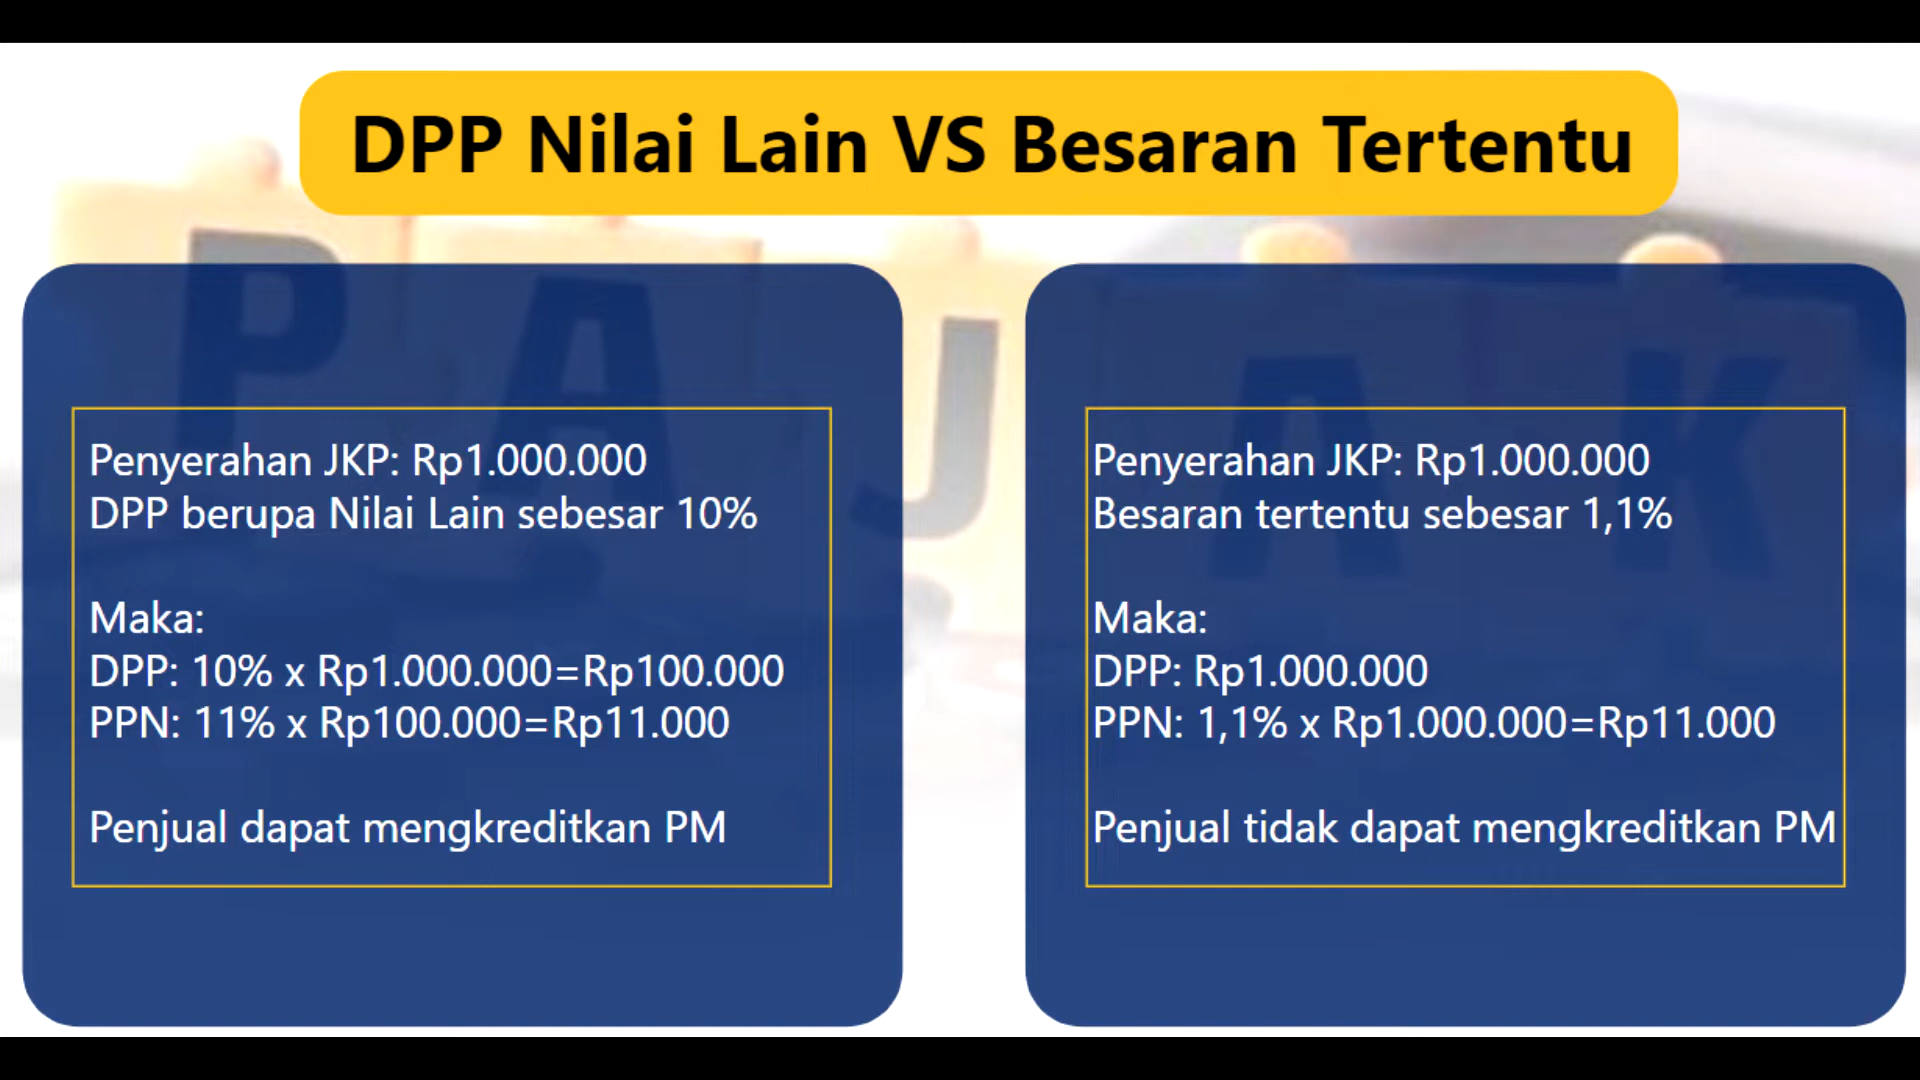 DPP Nilai Lain VS Besaran Tertentu
P A J A K
Penyerahan JKP: Rp1.000.000
DPP berupa Nilai Lain sebesar 10%
Maka:
DPP: 10% x Rp1.000.000=Rp100.000
PPN: 11% x Rp100.000=Rp11.000
Penjual dapat mengkreditkan PM
Penyerahan JKP: Rp1.000.000
Besaran tertentu sebesar 1,1%
Maka:
DPP: Rp1.000.000
PPN: 1,1% x Rp1.000.000=Rp11.000
Penjual tidak dapat mengkreditkan PM